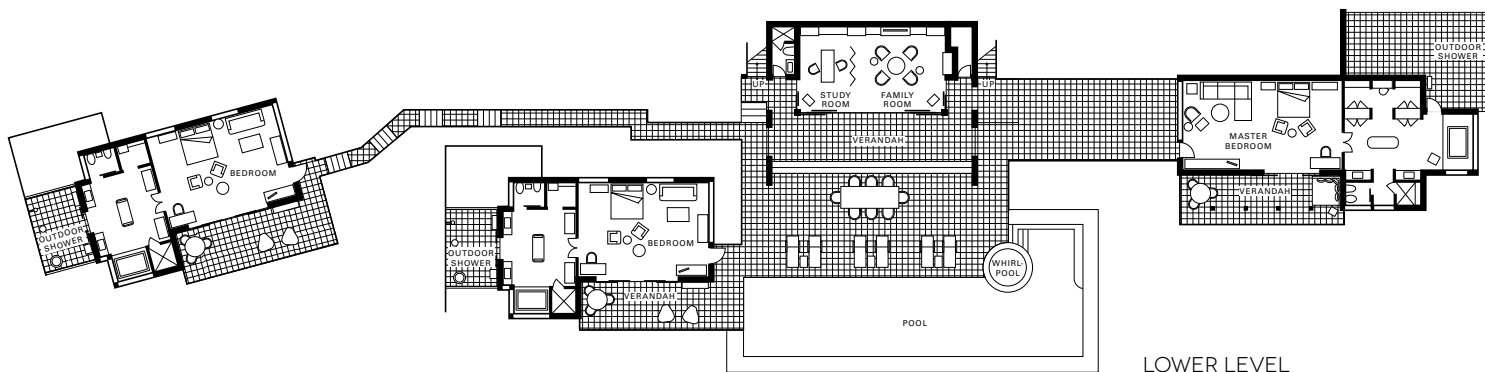 BEDROOM
OUTDOOR
SHOWER
OUTDOOR
SHOWER
BEDROOM
VERANDAH
UP
STUDY
ROOM
FAMILY
ROOM
UP
VERANDAH
WHIRL
POOL
POOL
MASTER
BEDROOM
VERANDAH
OUTDOOR
SHOWER
LOWER LEVEL